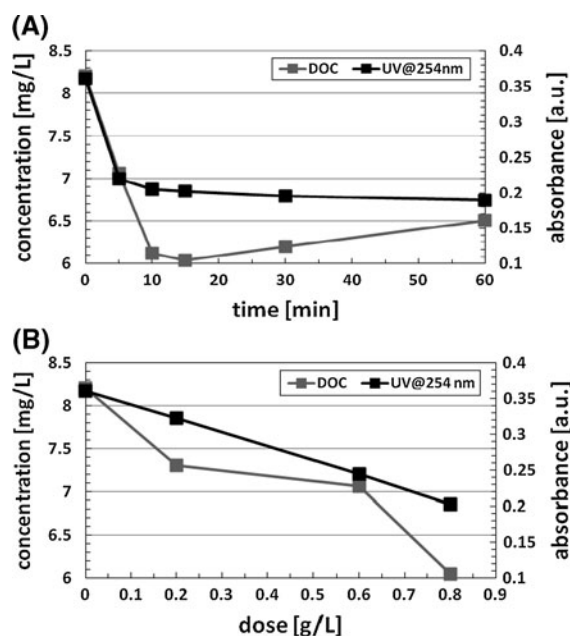 (A)
DOC UV@254nm
concentration [mg/L]
8.5
8
7.5
7
6.5
6
absorbance [a.u.]
0.4
0.35
0.3
0.25
0.2
0.15
0.1
0 10 20 30 40 50 60
time [min]
(B)
DOC UV@254 nm
concentration [mg/L]
8.5
8
7.5
7
6.5
6
absorbance [a.u.]
0.4
0.35
0.3
0.25
0.2
0.15
0.1
0 0.1 0.2 0.3 0.4 0.5 0.6 0.7 0.8 0.9
dose [g/L]